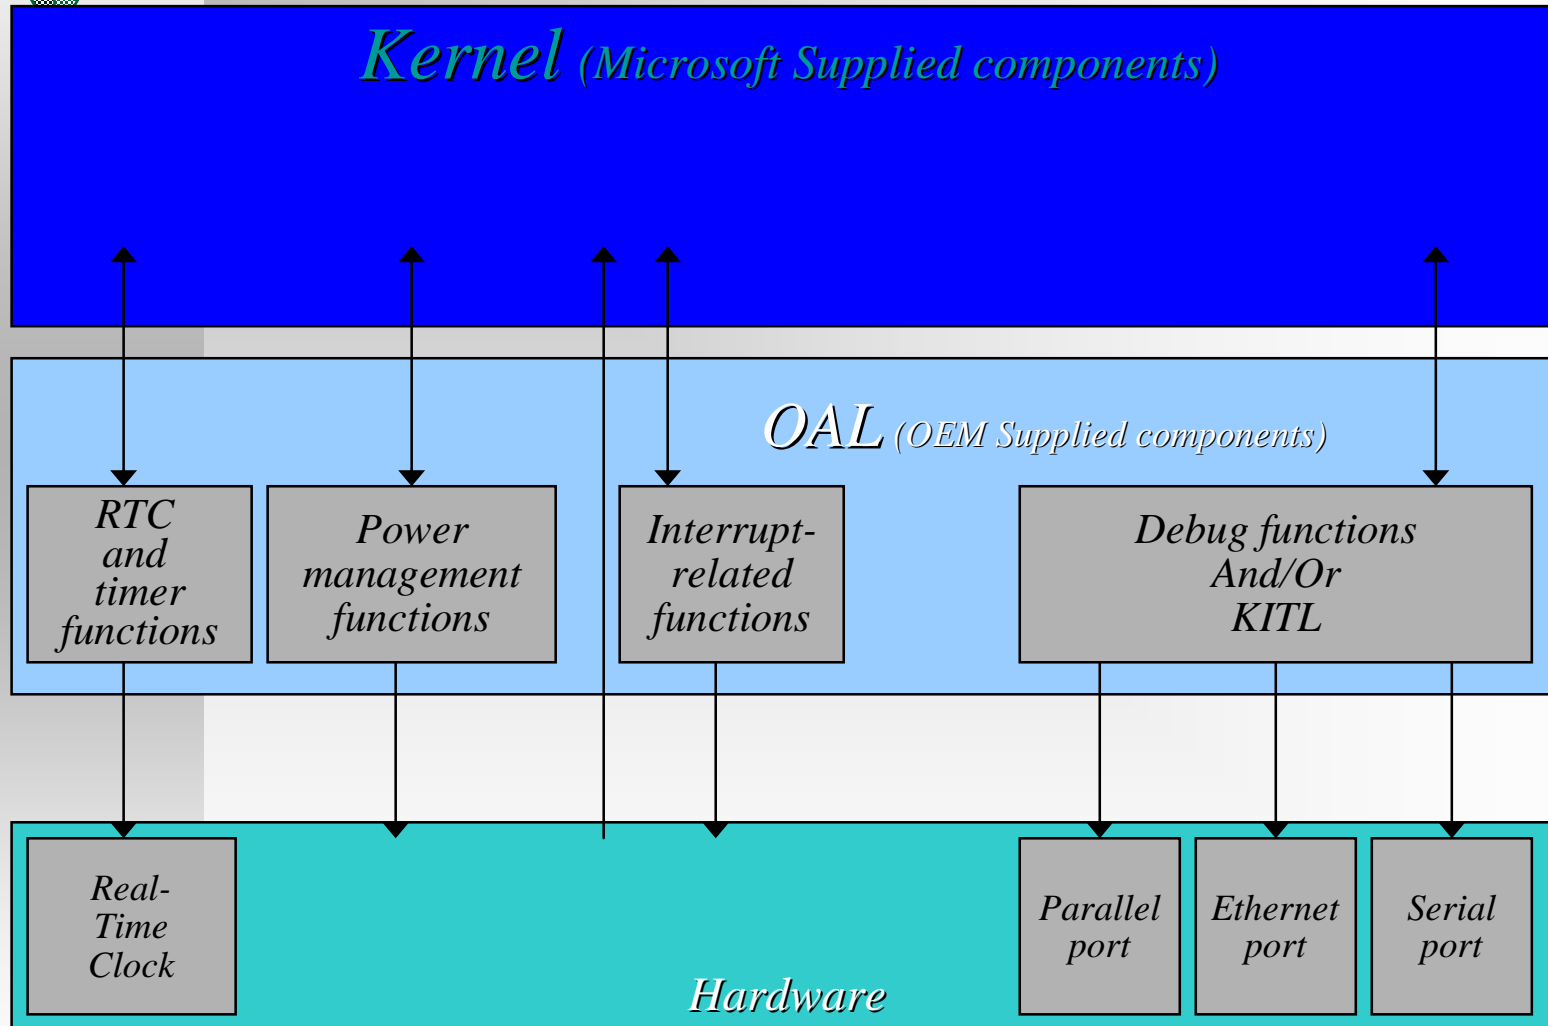 Kernel (Microsoft Supplied components)
OAL (OEM Supplied components)
RTC
and
timer
functions
Power
management
functions
Interrupt-
related
functions
Debug functions
And/Or
KITL
Real-
Time
Clock
Parallel
port
Ethernet
port
Serial
port
Hardware